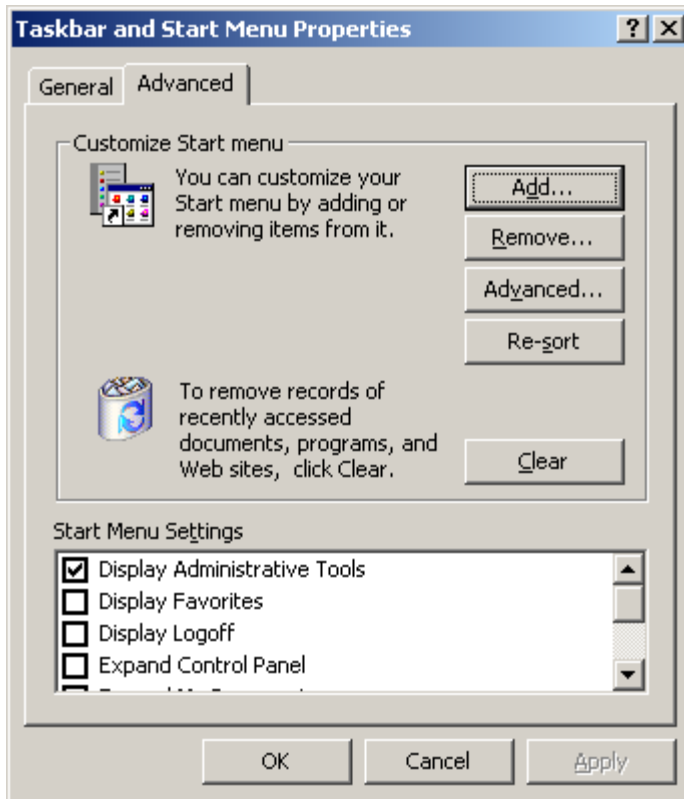 Taskbar and Start Menu Properties
General
Advanced
Customize Start menu
You can customize your
Start menu by adding or
removing items from it.
Add...
Remove...
Advanced...
Re-sort
To remove records of
recently accessed
documents, programs, and
Web sites, click Clear.
Clear
Start Menu Settings
Display Administrative Tools
Display Favorites
Display Logoff
Expand Control Panel
OK
Cancel
Apply